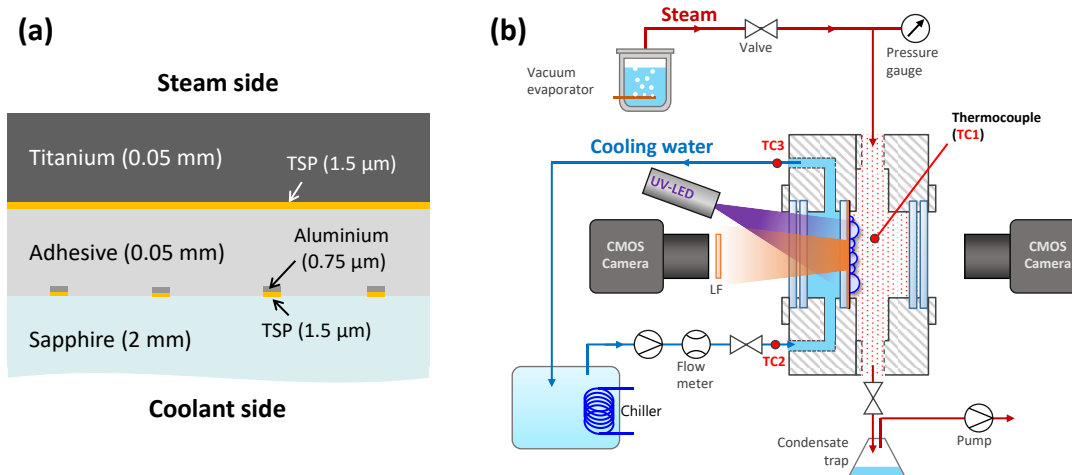 (a)
Steam side
Titanium (0.05 mm)
TSP (1.5 µm)
Adhesive (0.05 mm)
Aluminium
(0.75 µm)
TSP (1.5 µm)
Sapphire (2 mm)
Coolant side
(b)
Steam
Valve
Pressure
gauge
Vacuum
evaporator
Thermocouple
(TC1)
Cooling water
TC3
UV-LED
CMOS
Camera
LF
CMOS
Camera
TC2
Flow
meter
Chiller
Condensate
trap
Pump